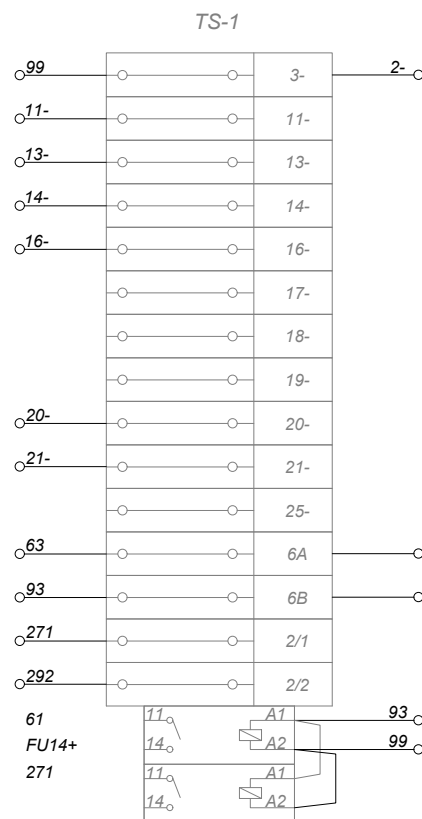 TS-1
99 3- 2-
11- 11-
13- 13-
14- 14-
16- 16-
17-
18-
19-
20- 20-
21- 21-
25-
63 6A
93 6B
271 2/1
292 2/2
61 11 A1 93
FU14+ 14 A2 99
271 11 A1
14 A2